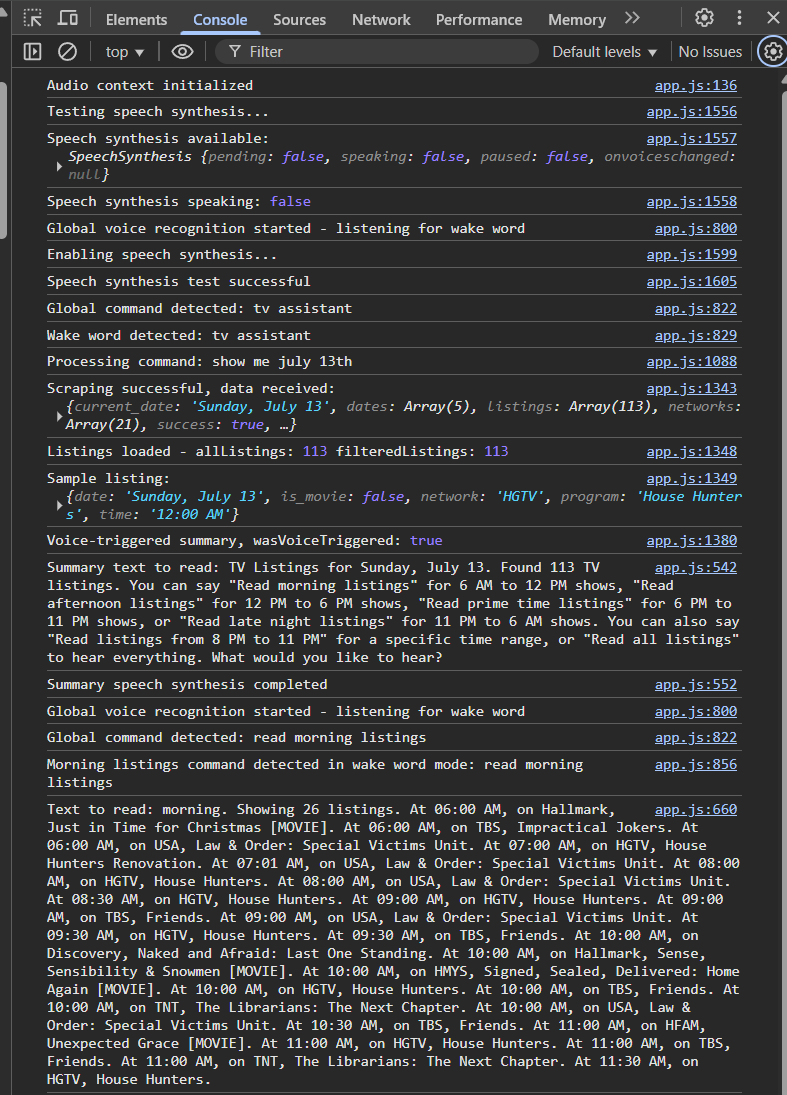 Elements Console Sources Network Performance Memory
top Filter Default levels No Issues
Audio context initialized app.js:136
Testing speech synthesis... app.js:1556
Speech synthesis available: app.js:1557
SpeechSynthesis {pending: false, speaking: false, paused: false, onvoiceschanged:
null}
Speech synthesis speaking: false app.js:1558
Global voice recognition started - listening for wake word app.js:800
Enabling speech synthesis... app.js:1599
Speech synthesis test successful app.js:1605
Global command detected: tv assistant app.js:822
Wake word detected: tv assistant app.js:829
Processing command: show me july 13th app.js:1088
Scraping successful, data received: app.js:1343
{current_date: 'Sunday, July 13', dates: Array(5), listings: Array(113), networks:
Array(21), success: true, …}
Listings loaded - allListings: 113 filteredListings: 113 app.js:1348
Sample listing: app.js:1349
{date: 'Sunday, July 13', is_movie: false, network: 'HGTV', program: 'House Hunter
s', time: '12:00 AM'}
Voice-triggered summary, wasVoiceTriggered: true app.js:1380
Summary text to read: TV Listings for Sunday, July 13. Found 113 TV app.js:542
listings. You can say "Read morning listings" for 6 AM to 12 PM shows, "Read
afternoon listings" for 12 PM to 6 PM shows, "Read prime time listings" for 6 PM to
11 PM shows, or "Read late night listings" for 11 PM to 6 AM shows. You can also say
"Read listings from 8 PM to 11 PM" for a specific time range, or "Read all listings"
to hear everything. What would you like to hear?
Summary speech synthesis completed app.js:552
Global voice recognition started - listening for wake word app.js:800
Global command detected: read morning listings app.js:822
Morning listings command detected in wake word mode: read morning app.js:856
listings
Text to read: morning. Showing 26 listings. At 06:00 AM, on Hallmark, app.js:660
Just in Time for Christmas [MOVIE]. At 06:00 AM, on TBS, Impractical Jokers. At
06:00 AM, on USA, Law & Order: Special Victims Unit. At 07:00 AM, on HGTV, House
Hunters Renovation. At 07:01 AM, on USA, Law & Order: Special Victims Unit. At 08:00
AM, on HGTV, House Hunters. At 08:00 AM, on USA, Law & Order: Special Victims Unit.
At 08:30 AM, on HGTV, House Hunters. At 09:00 AM, on HGTV, House Hunters. At 09:00
AM, on TBS, Friends. At 09:00 AM, on USA, Law & Order: Special Victims Unit. At
09:30 AM, on HGTV, House Hunters. At 09:30 AM, on TBS, Friends. At 10:00 AM, on
Discovery, Naked and Afraid: Last One Standing. At 10:00 AM, on Hallmark, Sense,
Sensibility & Snowmen [MOVIE]. At 10:00 AM, on HMYS, Signed, Sealed, Delivered: Home
Again [MOVIE]. At 10:00 AM, on HGTV, House Hunters. At 10:00 AM, on TBS, Friends. At
10:00 AM, on TNT, The Librarians: The Next Chapter. At 10:00 AM, on USA, Law &
Order: Special Victims Unit. At 10:30 AM, on TBS, Friends. At 11:00 AM, on HFAM,
Unexpected Grace [MOVIE]. At 11:00 AM, on HGTV, House Hunters. At 11:00 AM, on TBS,
Friends. At 11:00 AM, on TNT, The Librarians: The Next Chapter. At 11:30 AM, on
HGTV, House Hunters.